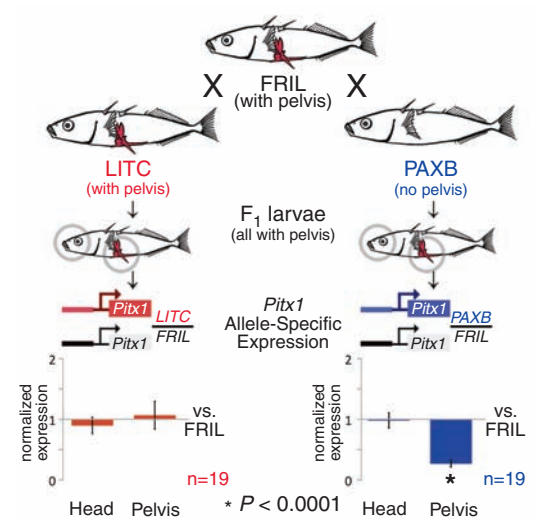 X FRIL X
(with pelvis)
LITC
(with pelvis)
PAXB
(no pelvis)
F1 larvae
(all with pelvis)
Pitx1
Pitx1
LITC
FRIL
Pitx1
Allele-Specific
Expression
Pitx1
Pitx1
PAXB
FRIL
normalized
expression
2
1
0
vs.
FRIL
n=19
Head Pelvis
* P < 0.0001
normalized
expression
2
1
0
vs.
FRIL
*
n=19
Head Pelvis